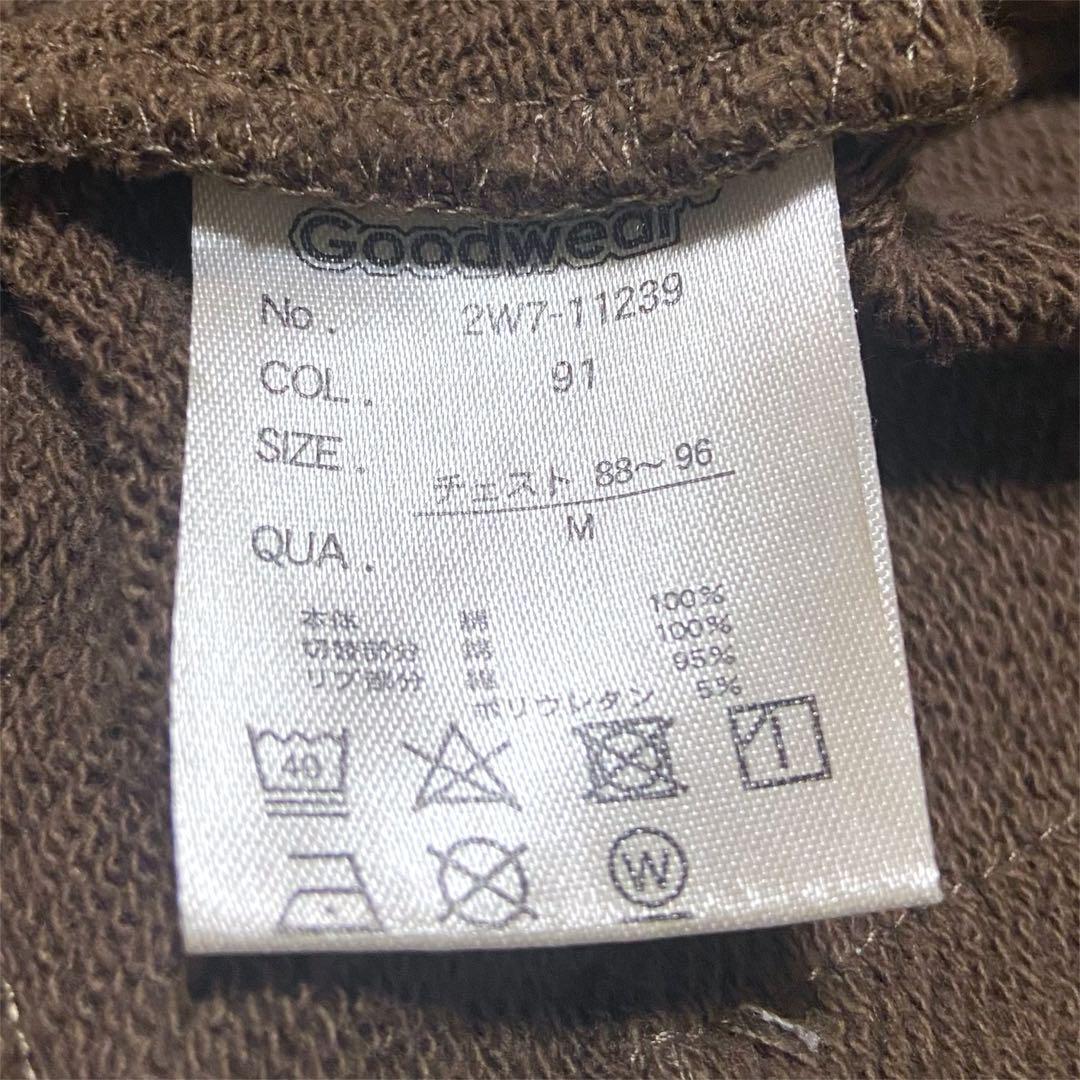 Goodwear
No. 2W7-11239
COL. 91
SIZE.
チェスト 88〜96
M
QUA.
本体 綿 100%
切替部分 綿 100%
リブ部分 綿 95%
ポリウレタン 5%
40
W